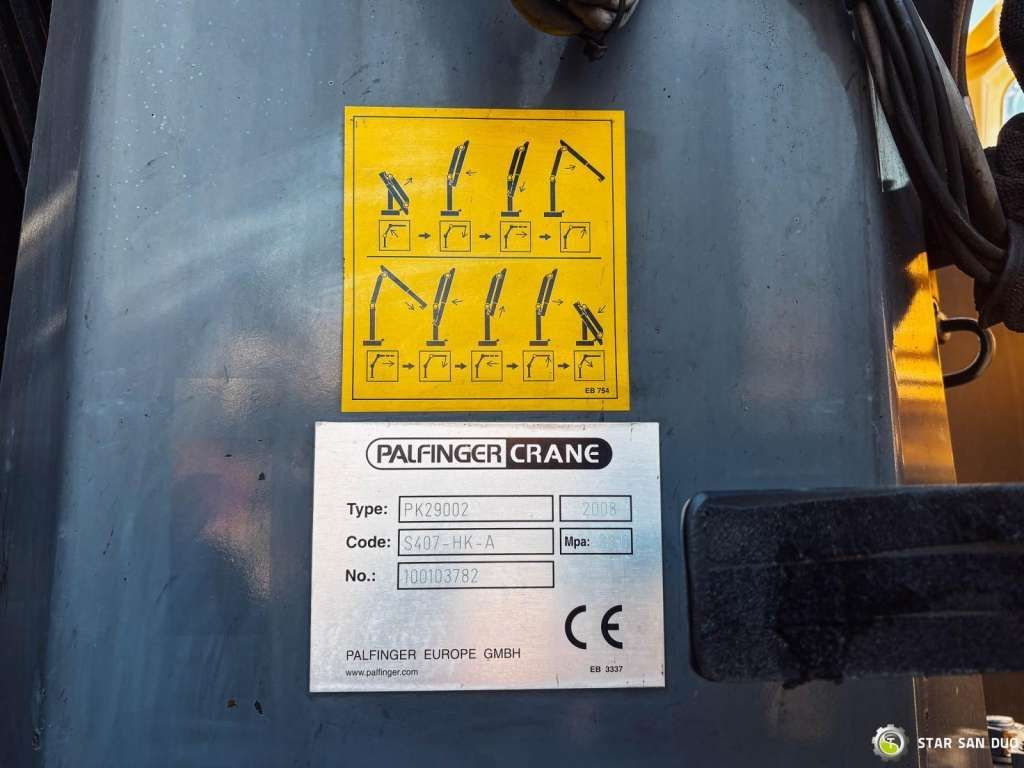 EB 754
PALFINGER CRANE
Type: PK29002 2008
Code: S407-HK-A Mpa:
No.: 100103782
CE
PALFINGER EUROPE GMBH
www.palfinger.com EB 3337
STAR SAN DUO